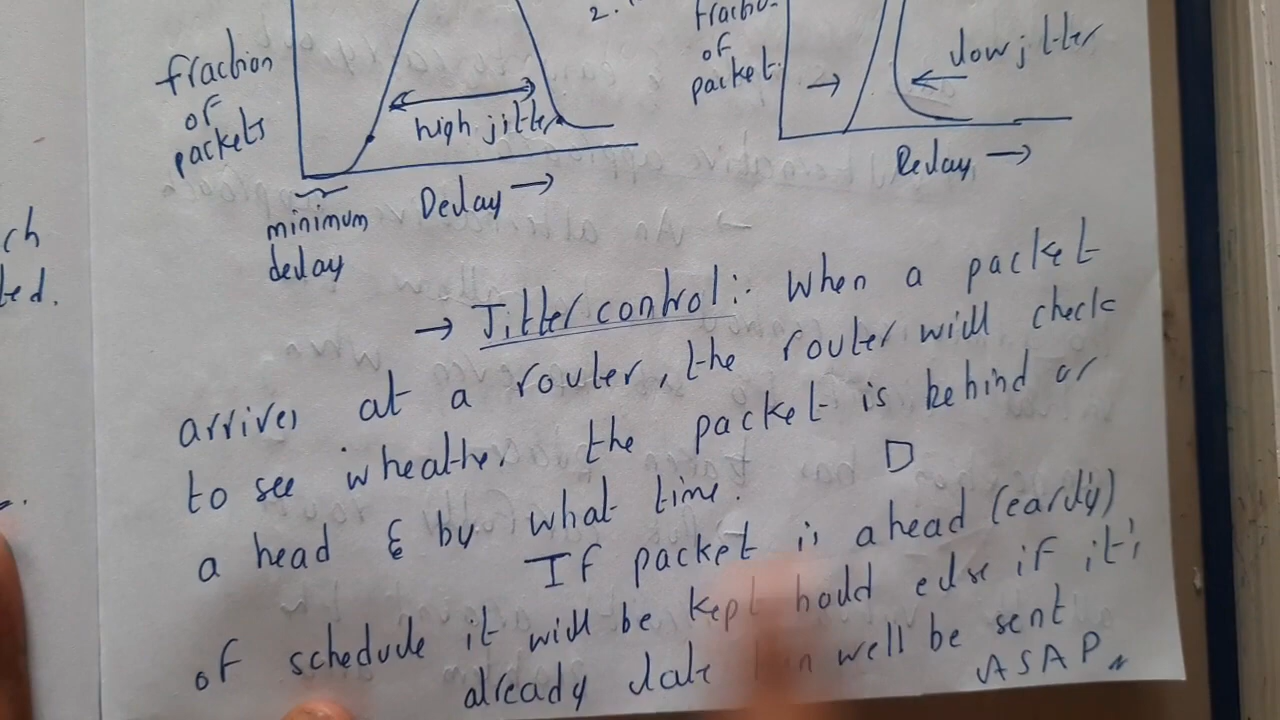 2.
fraction
of
packets
high jitter
Delay →
minimum
delay
of
packet
→
low jitter
Delay →
ch
ted.
→ Jitter control :- When a packet
arrives at a router, the router will check
to see wheather the packet is behind or
a head & by what time.
If packet is ahead (early)
of schedule it will be kept hold else if it's
already late well be sent
ASAP